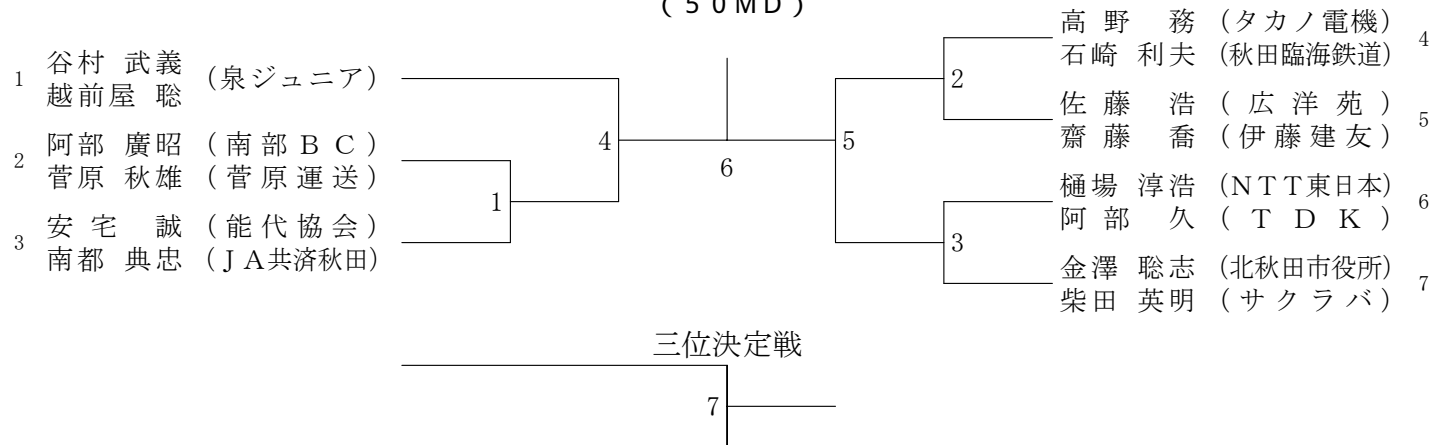 (50MD)
1 谷村 武義 (泉ジュニア)
越前屋 聡
2 阿部 廣昭 (南部BC)
菅原 秋雄 (菅原運送)
3 安宅 誠 (能代協会)
南都 典忠 (JA共済秋田)
1
4
6
5
2
3
高野 務 (タカノ電機) 4
石崎 利夫 (秋田臨海鉄道)
佐藤 浩 (広洋苑) 5
齋藤 喬 (伊藤建友)
樋場 淳浩 (NTT東日本) 6
阿部 久 (TDK)
金澤 聡志 (北秋田市役所) 7
柴田 英明 (サクラバ)
三位決定戦
7